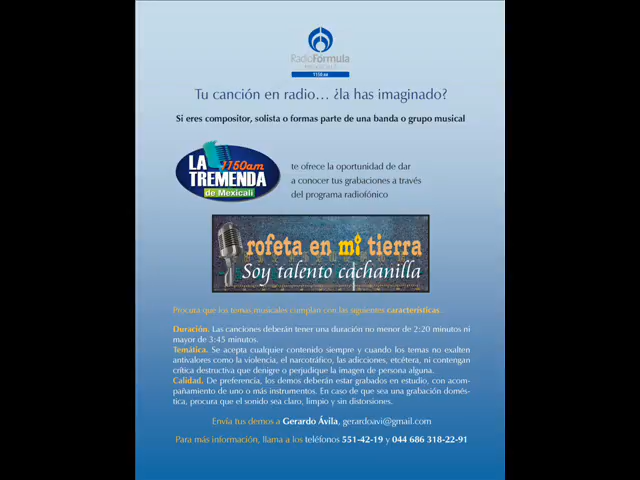 RadioFórmula
1150 am
Tu canción en radio… ¿la has imaginado?
Si eres compositor, solista o formas parte de una banda o grupo musical
LA 1150am
TREMENDA
de Mexicali
te ofrece la oportunidad de dar
a conocer tus grabaciones a través
del programa radiofónico
rofeta en mi tierra
Soy talento cachanilla
Procura que los temas musicales cumplan con las siguientes características.
Duración. Las canciones deberán tener una duración no menor de 2:20 minutos ni
mayor de 3:45 minutos.
Temática. Se acepta cualquier contenido siempre y cuando los temas no exalten
antivalores como la violencia, el narcotráfico, las adicciones, etcétera, ni contengan
crítica destructiva que denigre o perjudique la imagen de persona alguna.
Calidad. De preferencia, los demos deberán estar grabados en estudio, con acom-
pañamiento de uno o más instrumentos. En caso de que sea una grabación domés-
tica, procura que el sonido sea claro, limpio y sin distorsiones.
Envía tus demos a Gerardo Ávila, gerardoavi@gmail.com
Para más información, llama a los teléfonos 551-42-19 y 044 686 318-22-91